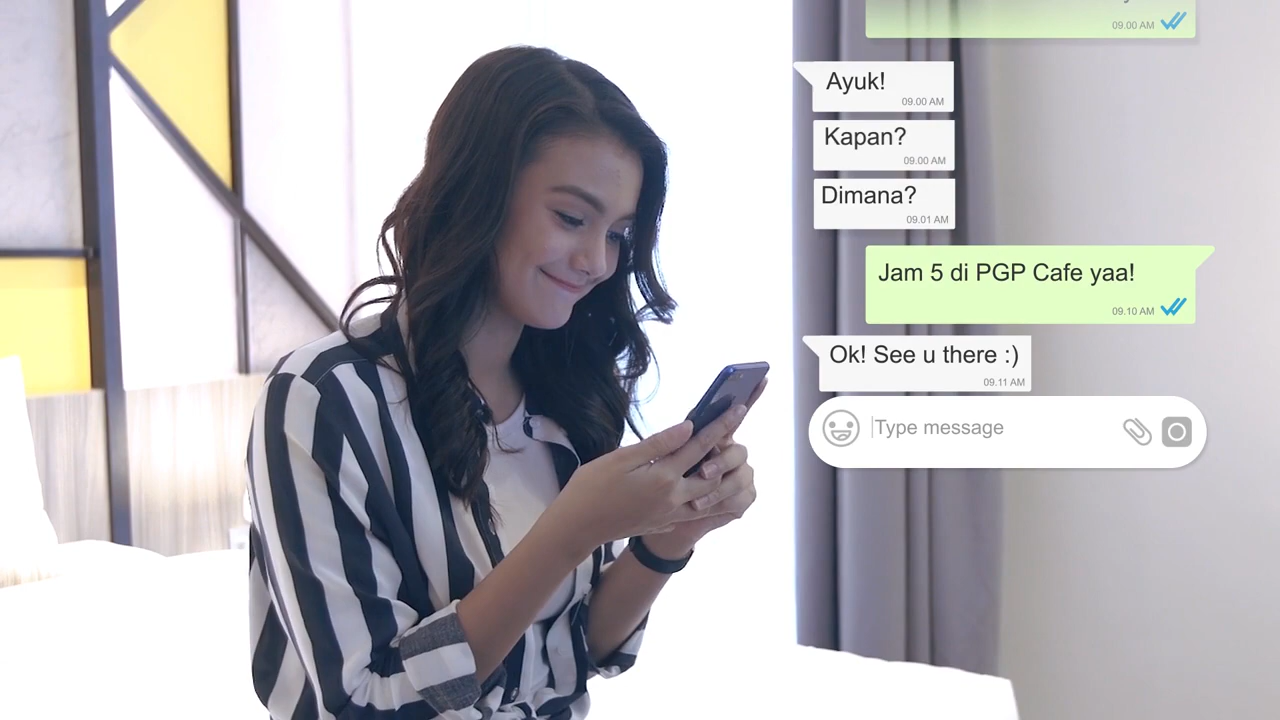 09.00 AM
Ayuk!
09.00 AM
Kapan?
09.00 AM
Dimana?
09.01 AM
Jam 5 di PGP Cafe yaa!
09.10 AM
Ok! See u there :)
09.11 AM
Type message